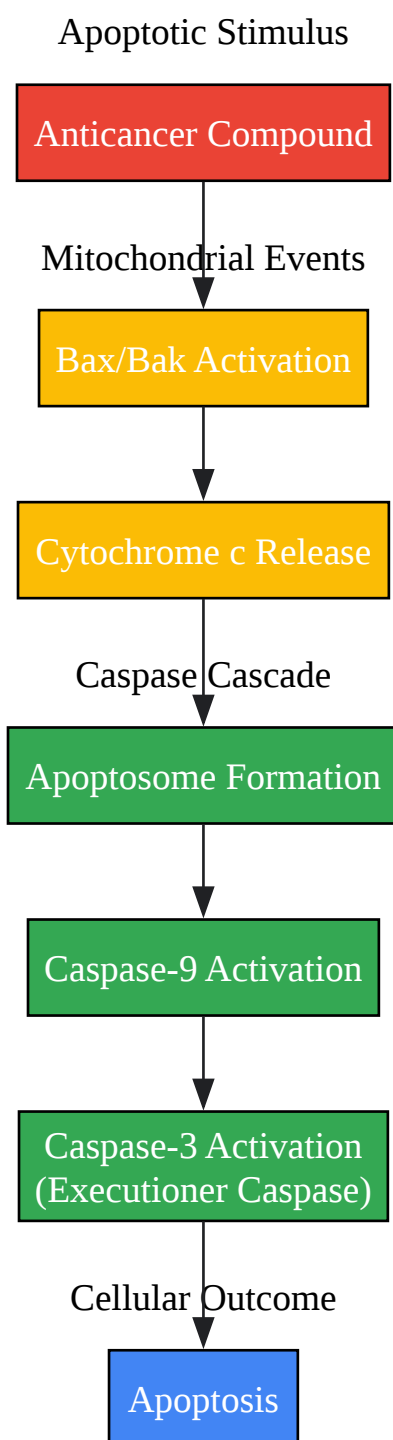 Apoptotic Stimulus
Anticancer Compound
Mitochondrial Events
Bax/Bak Activation
Cytochrome c Release
Caspase Cascade
Apoptosome Formation
Caspase-9 Activation
Caspase-3 Activation
(Executioner Caspase)
Cellular Outcome
Apoptosis